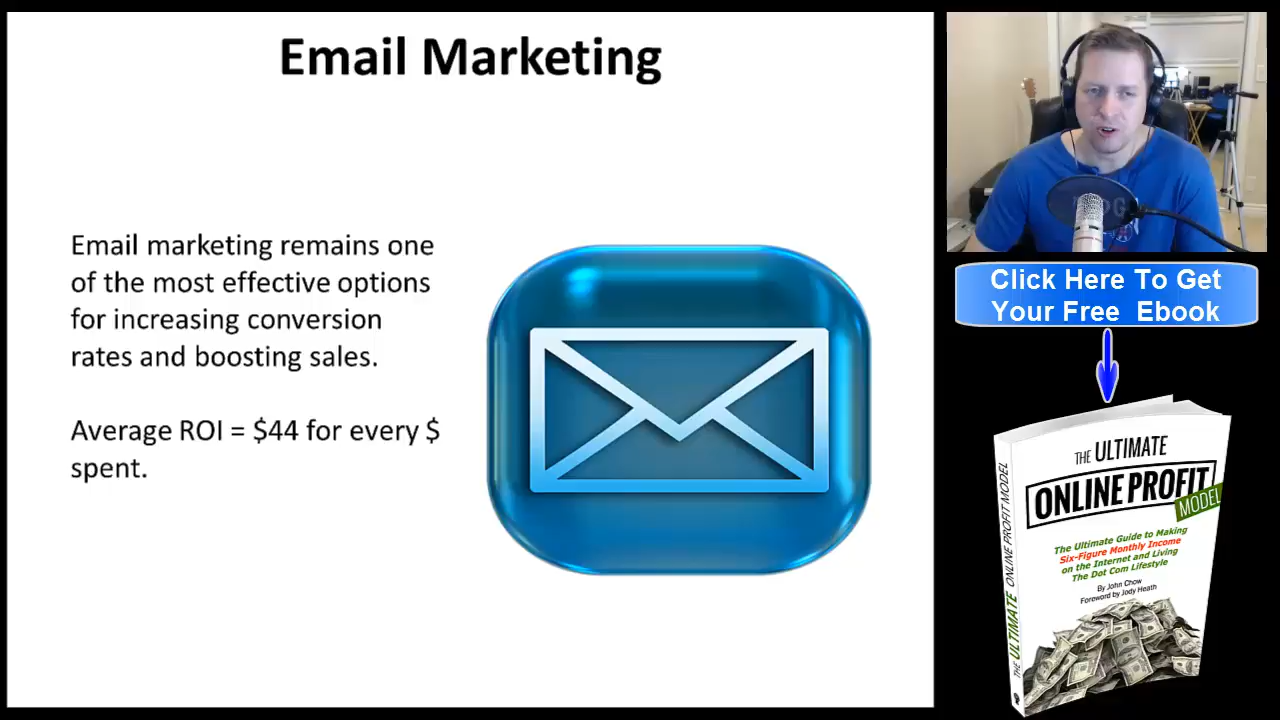 Email Marketing
Email marketing remains one
of the most effective options
for increasing conversion
rates and boosting sales.
Average ROI = $44 for every $
spent.
Click Here To Get
Your Free Ebook
THE ULTIMATE
ONLINE PROFIT
MODEL
The Ultimate Guide to Making
Six-Figure Monthly Income
on the Internet and Living
The Dot Com Lifestyle
By John Chow
Foreword by Jody Heath
THE ULTIMATE ONLINE PROFIT MODEL